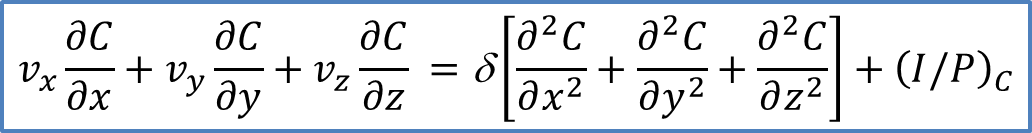 v_x ∂C/∂x + v_y ∂C/∂y + v_z ∂C/∂z = δ[∂²C/∂x² + ∂²C/∂y² + ∂²C/∂z²] + (I/P)_C